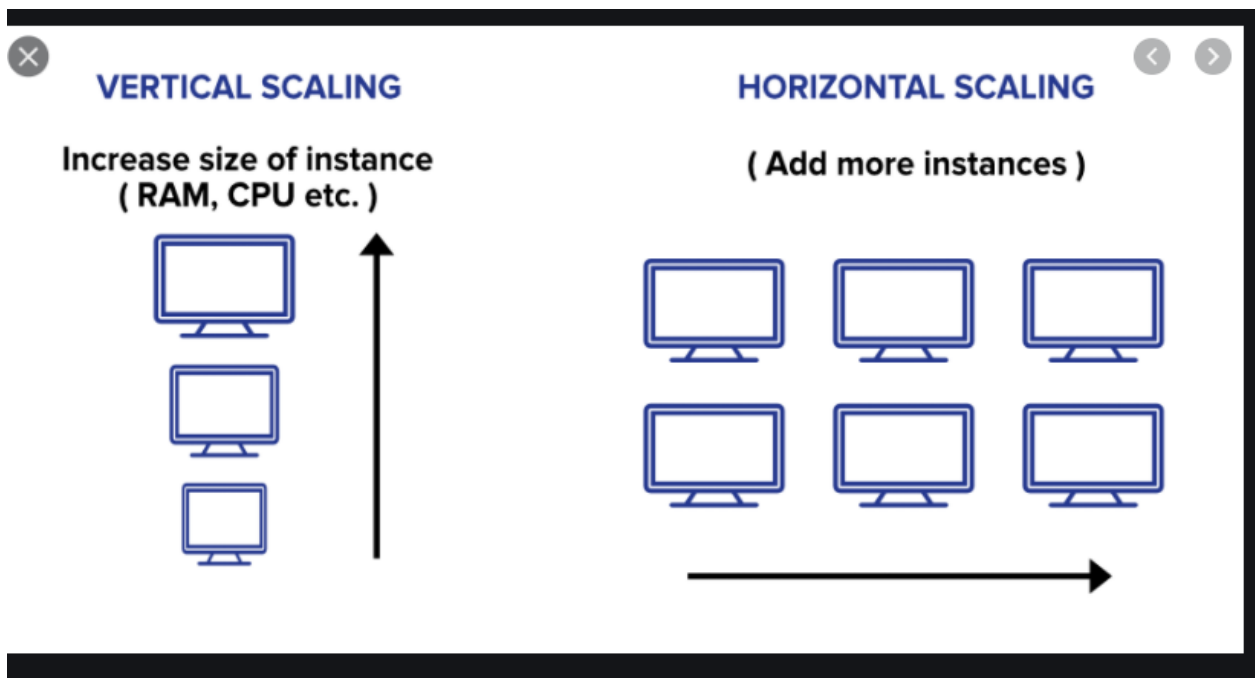 VERTICAL SCALING
Increase size of instance
( RAM, CPU etc. )
HORIZONTAL SCALING
( Add more instances )